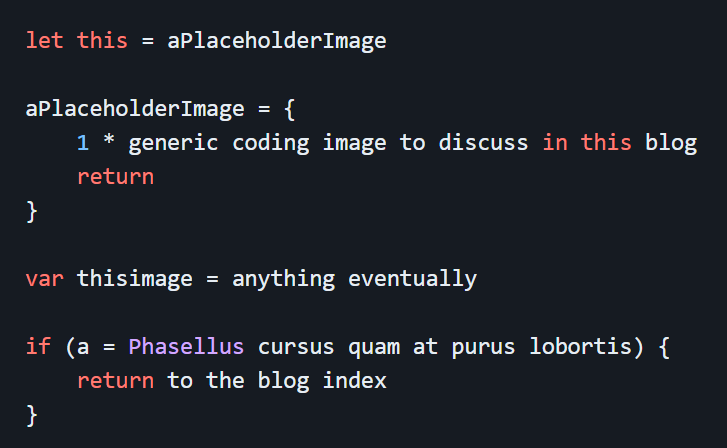 let this = aPlaceholderImage
aPlaceholderImage = {
1 * generic coding image to discuss in this blog
return
}
var thisimage = anything eventually
if (a = Phasellus cursus quam at purus lobortis) {
return to the blog index
}